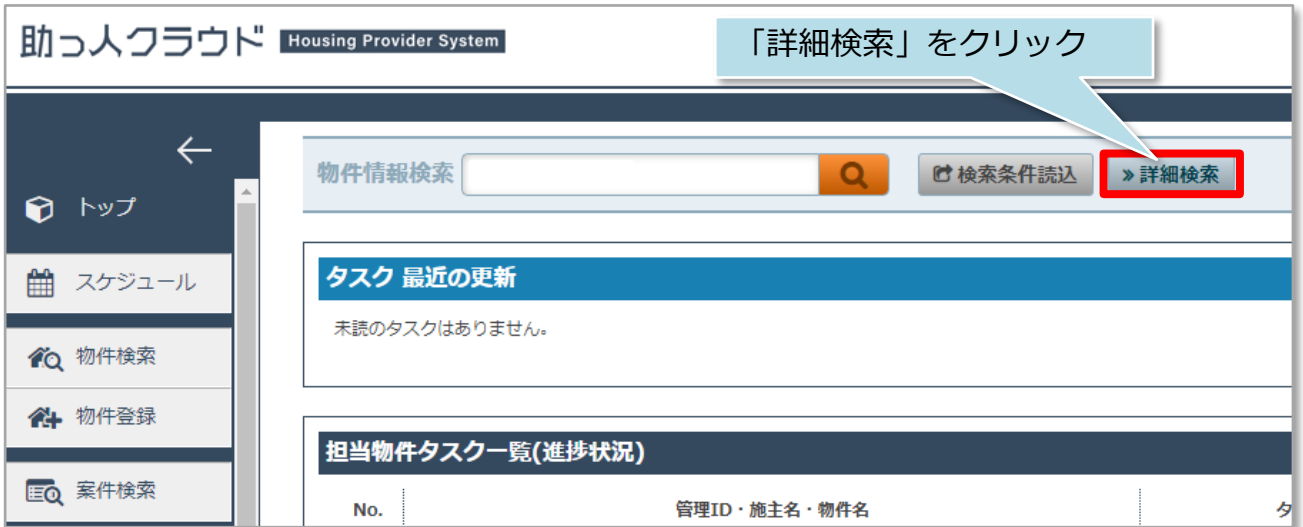 助っ人クラウド Housing Provider System
「詳細検索」をクリック
物件情報検索
検索条件読込
» 詳細検索
トップ
スケジュール
物件検索
物件登録
案件検索
タスク 最近の更新
未読のタスクはありません。
担当物件タスク一覧(進捗状況)
No.
管理ID・施主名・物件名
タ